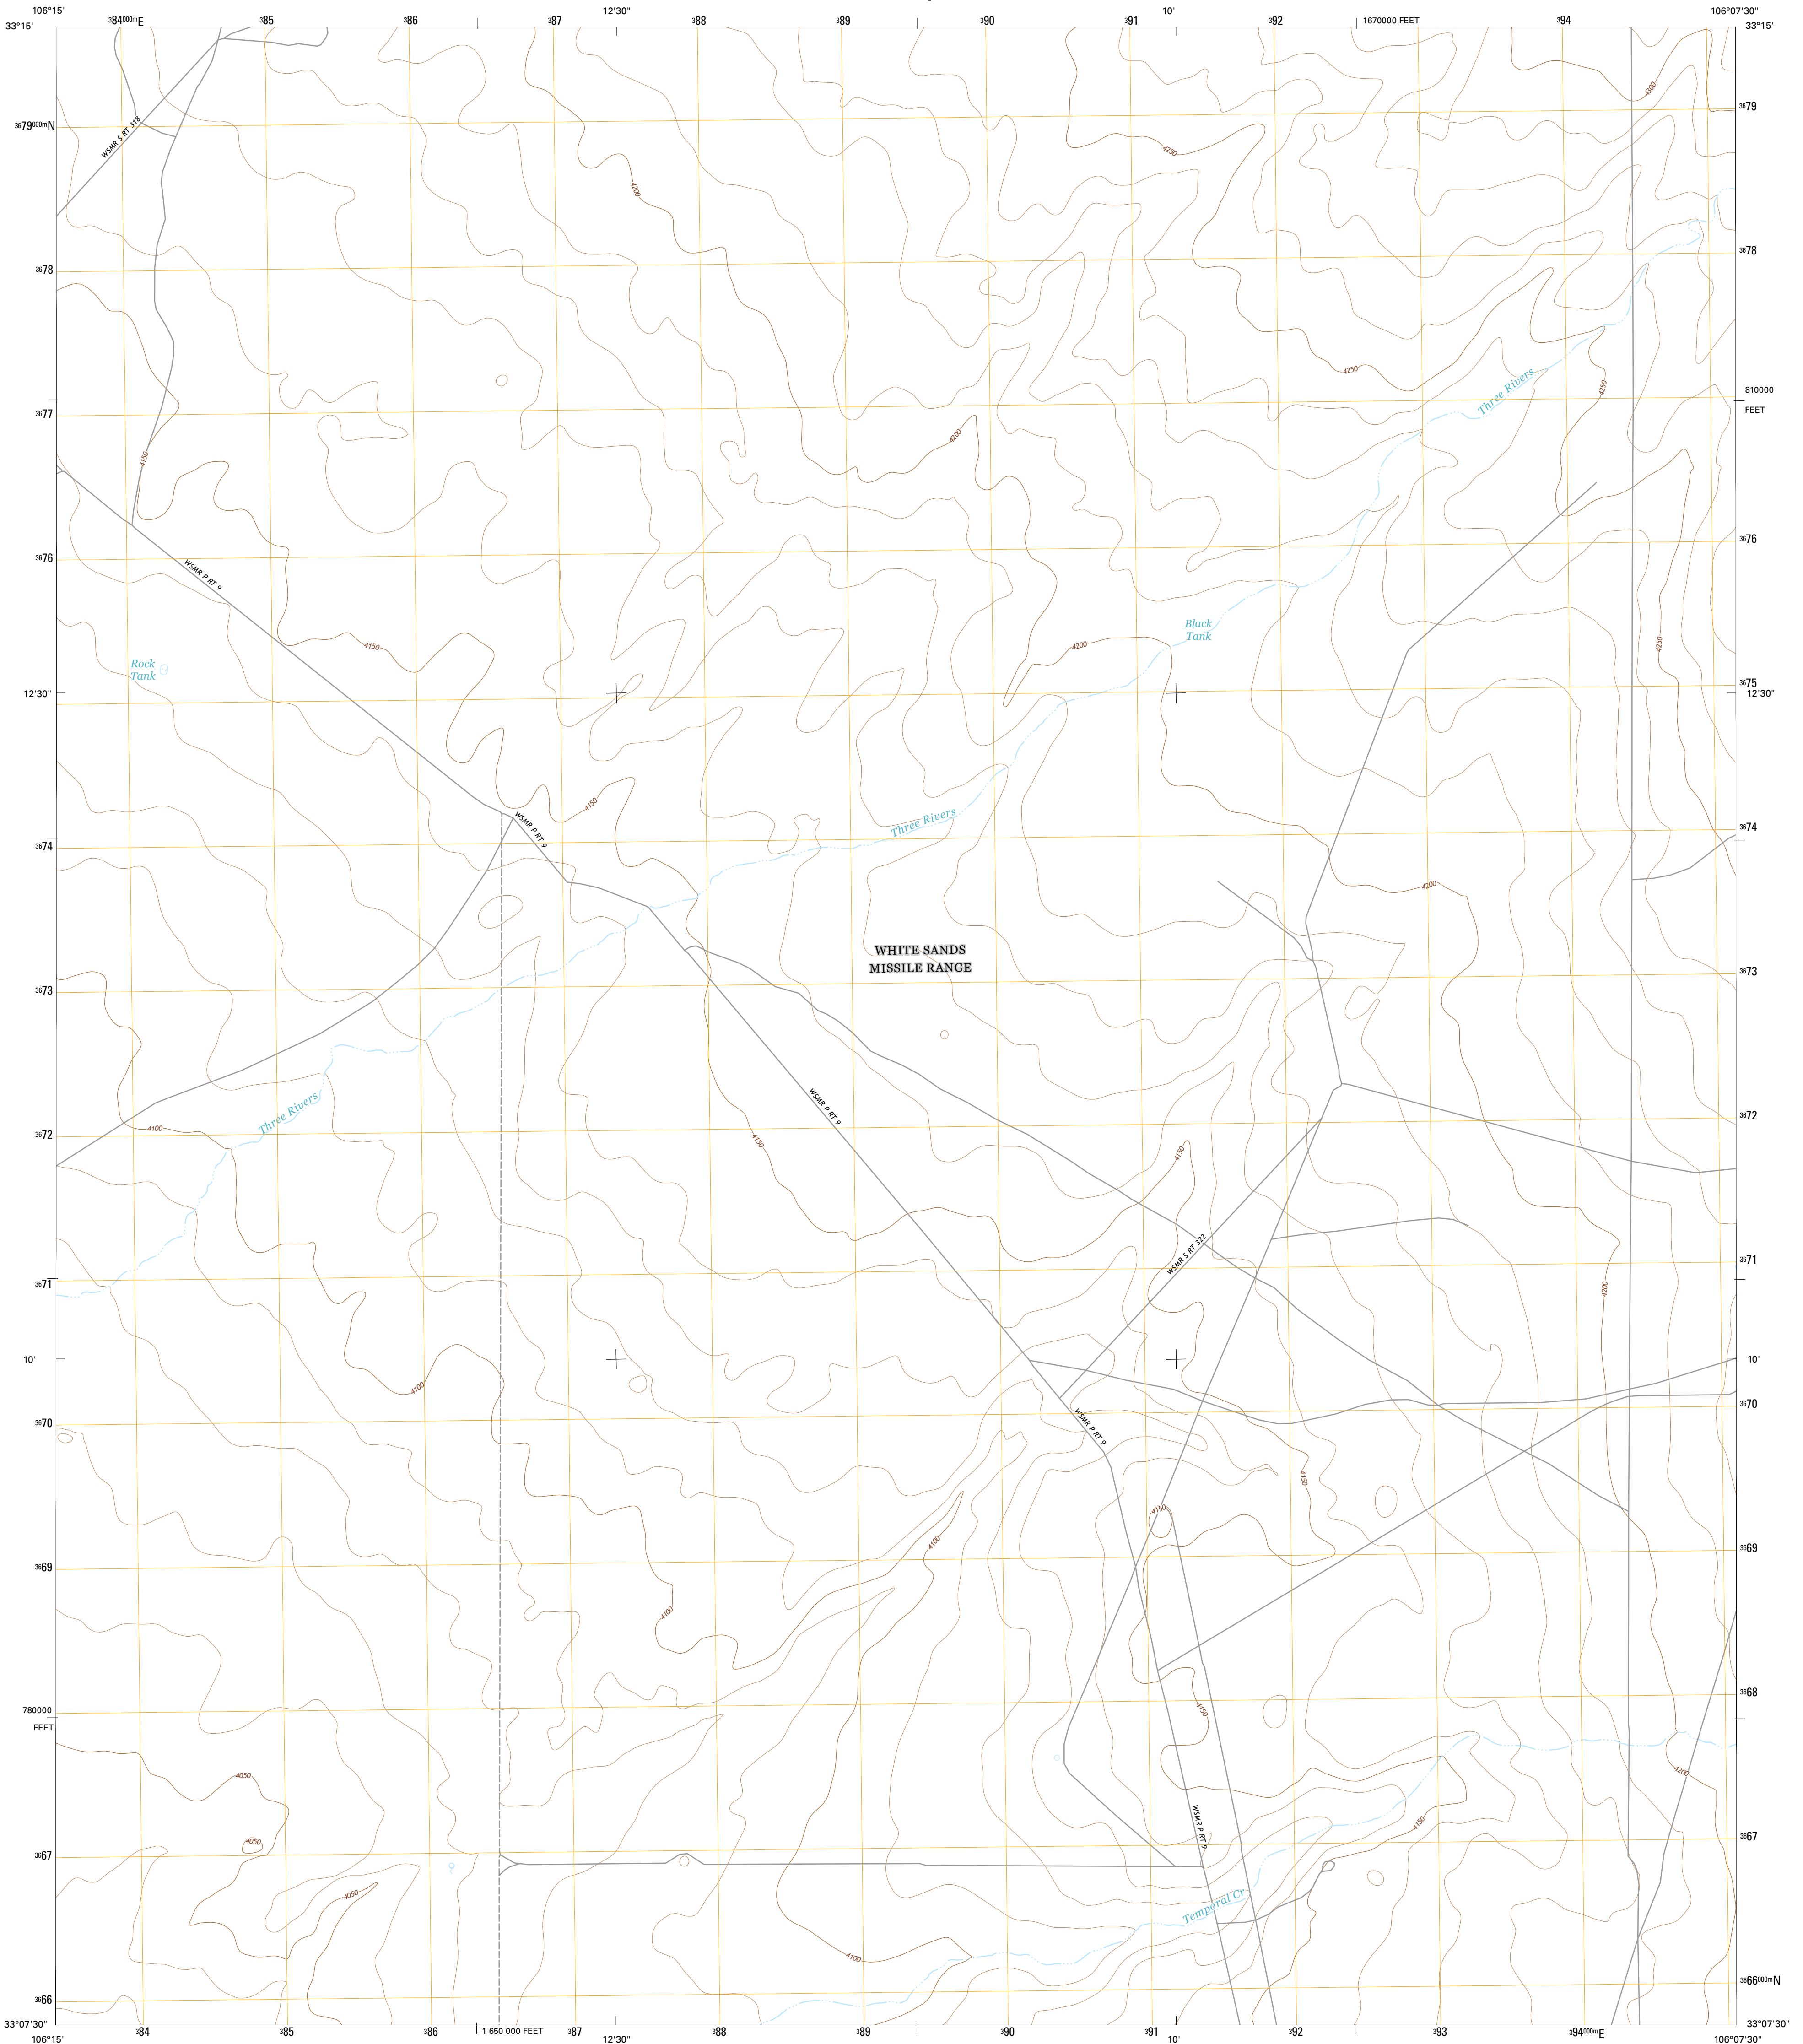 106°15' 384000mE 385 386 387 12'30" 388 389 390 391 10' 392 1670000 FEET 394 106°07'30"
33°15' 33°15'
4300
3679
3679000mN
WSMR S RT 318
4250
4200
3678
3678
4250
Three Rivers
4250
810000
FEET
3677
4200
4150
3676
3676
WSMR P RT 9
Black
Tank
4150
4200
4250
Rock
Tank
3675
12'30"
12'30"
4150
WSMR P RT 9
Three Rivers
3674
3674
4200
WHITE SANDS
MISSILE RANGE
3673
3673
WSMR P RT 9
Three Rivers
3672
3672
4100
4150
4150
WSMR S RT 322
3671
3671
4200
10'
10'
4100
3670
3670
WSMR P RT 9
4150
4150
4100
3669
3669
4100
3668
780000
FEET
4150
4050
4200
WSMR P RT 9
4150
3667
4050
3667
4050
Temporal Cr
4100
3666000mN
3666
33°07'30" 33°07'30"
106°15' 384 385 386 1 650 000 FEET 387 12'30" 388 389 390 391 10' 392 393 394000mE 106°07'30"